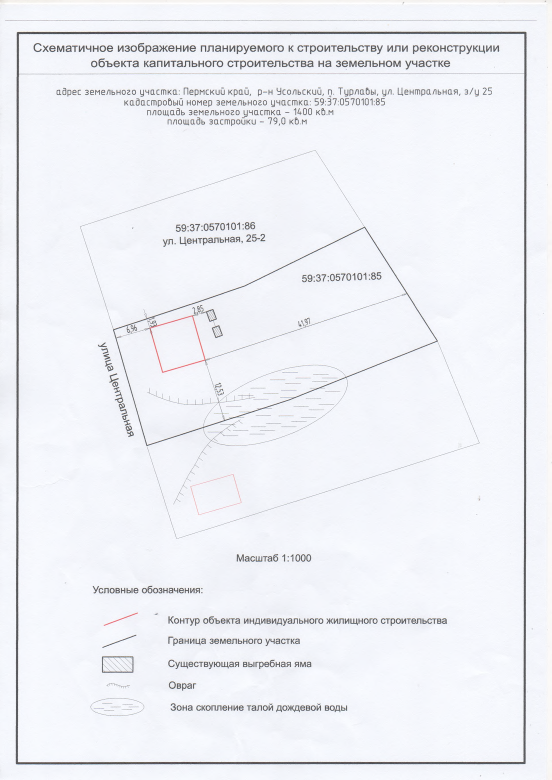 Схематичное изображение планируемого к строительству или реконструкции
объекта капитального строительства на земельном участке
адрес земельного участка: Пермский край, р-н Усольский, п. Турлавы, ул. Центральная, з/у 25
кадастровый номер земельного участка: 59:37:0570101:85
площадь земельного участка - 1400 кв.м
площадь застройки - 79,0 кв.м
59:37:0570101:86
ул. Центральная, 25-2
59:37:0570101:85
2,85
6,96
41,97
улица Центральная
12,53
Масштаб 1:1000
Условные обозначения:
Контур объекта индивидуального жилищного строительства
Граница земельного участка
Существующая выгребная яма
Овраг
Зона скопление талой дождевой воды